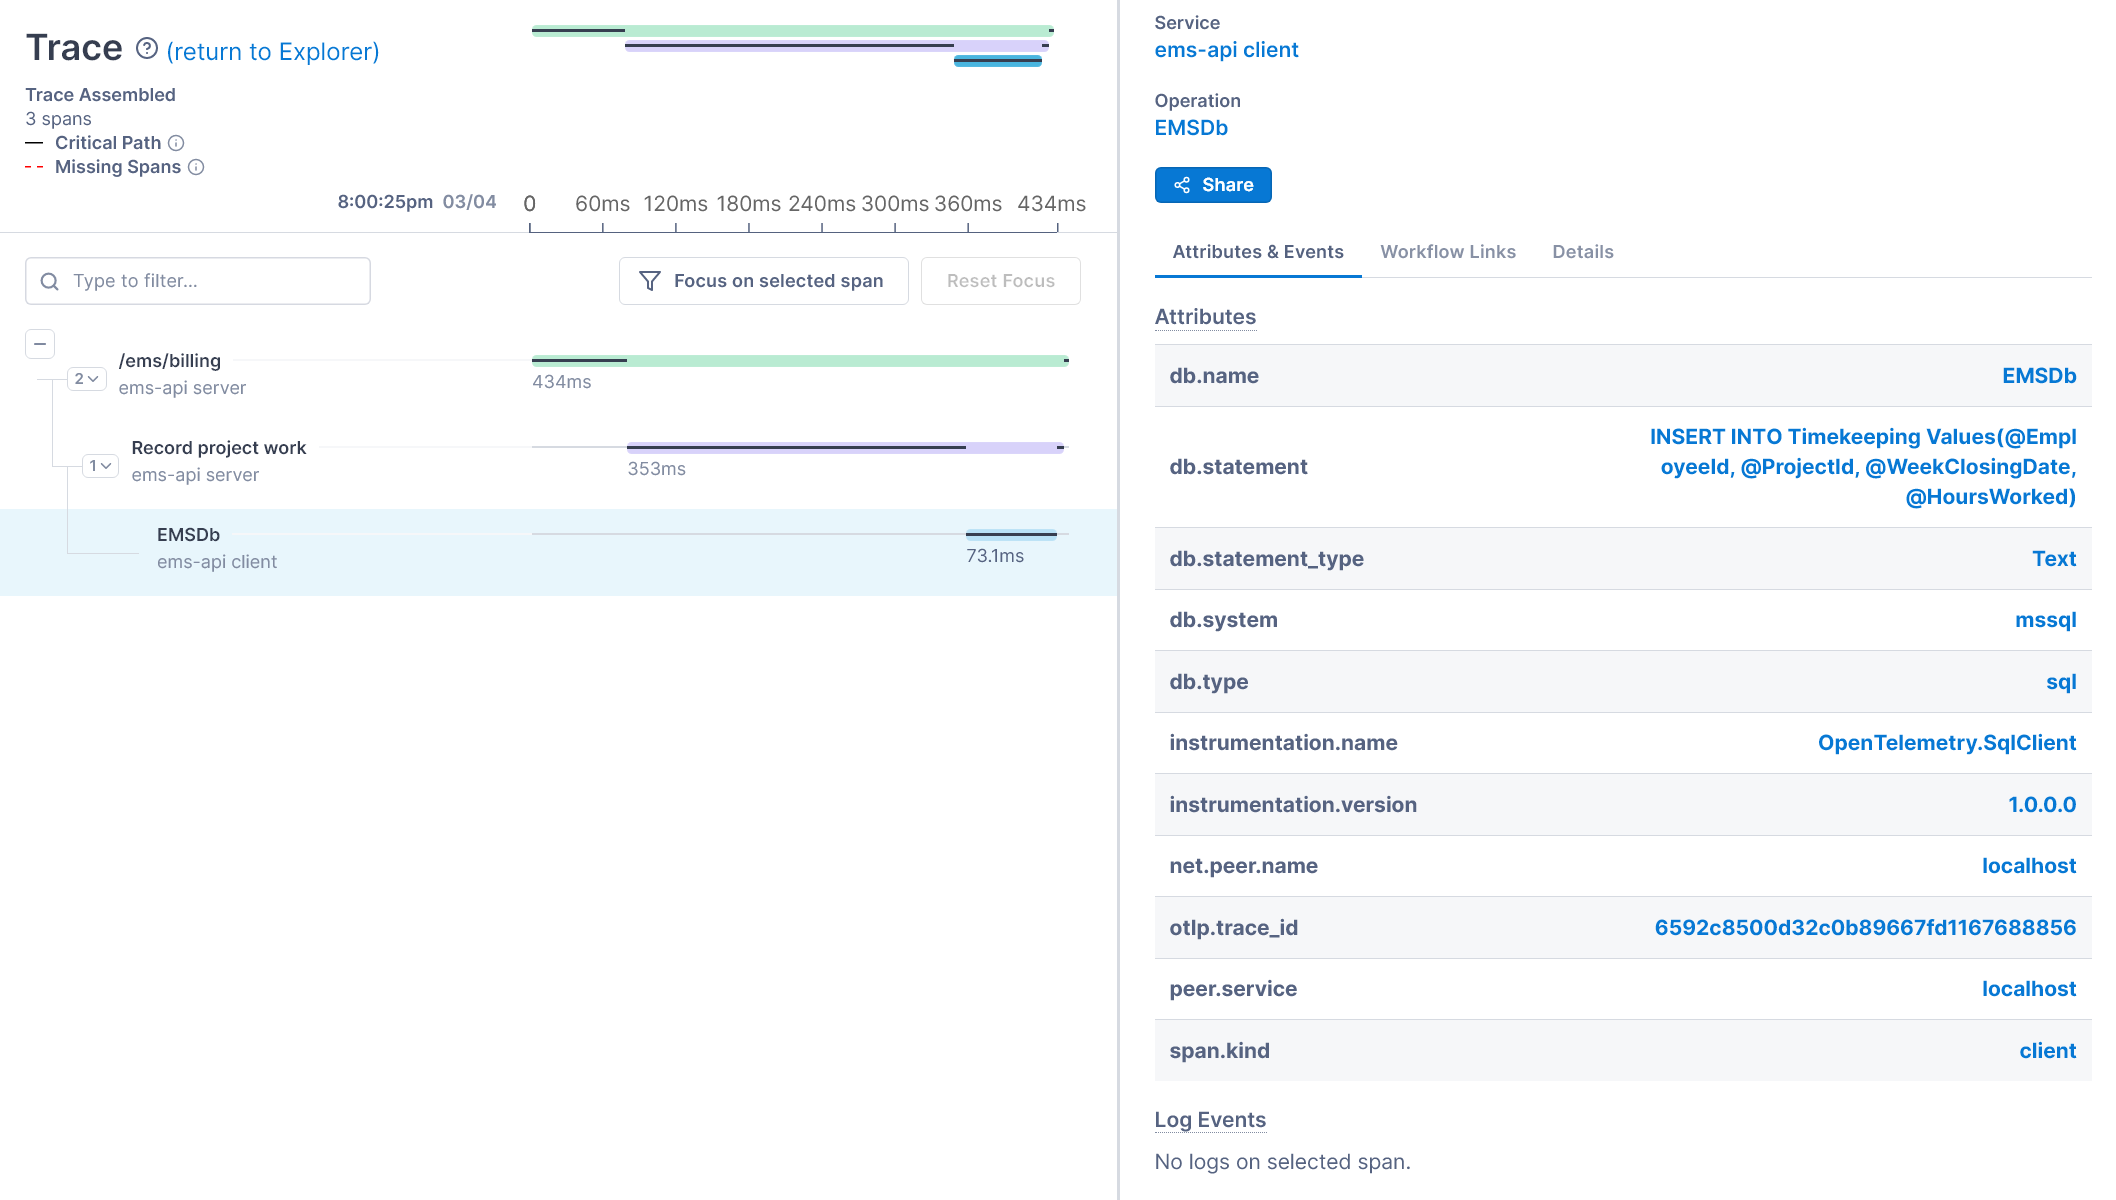 Trace (return to Explorer)
Trace Assembled
3 spans
Critical Path
Missing Spans
8:00:25pm 03/04
0 60ms 120ms 180ms 240ms 300ms 360ms 434ms
Type to filter...
Focus on selected span
Reset Focus
2
/ems/billing
ems-api server
434ms
1
Record project work
ems-api server
353ms
EMSDb
ems-api client
73.1ms
Service
ems-api client
Operation
EMSDb
Share
Attributes & Events Workflow Links Details
Attributes
db.name EMSDb
db.statement
INSERT INTO Timekeeping Values(@Empl
oyeeId, @ProjectId, @WeekClosingDate,
@HoursWorked)
db.statement_type Text
db.system mssql
db.type sql
instrumentation.name OpenTelemetry.SqlClient
instrumentation.version 1.0.0.0
net.peer.name localhost
otlp.trace_id 6592c8500d32c0b89667fd1167688856
peer.service localhost
span.kind client
Log Events
No logs on selected span.